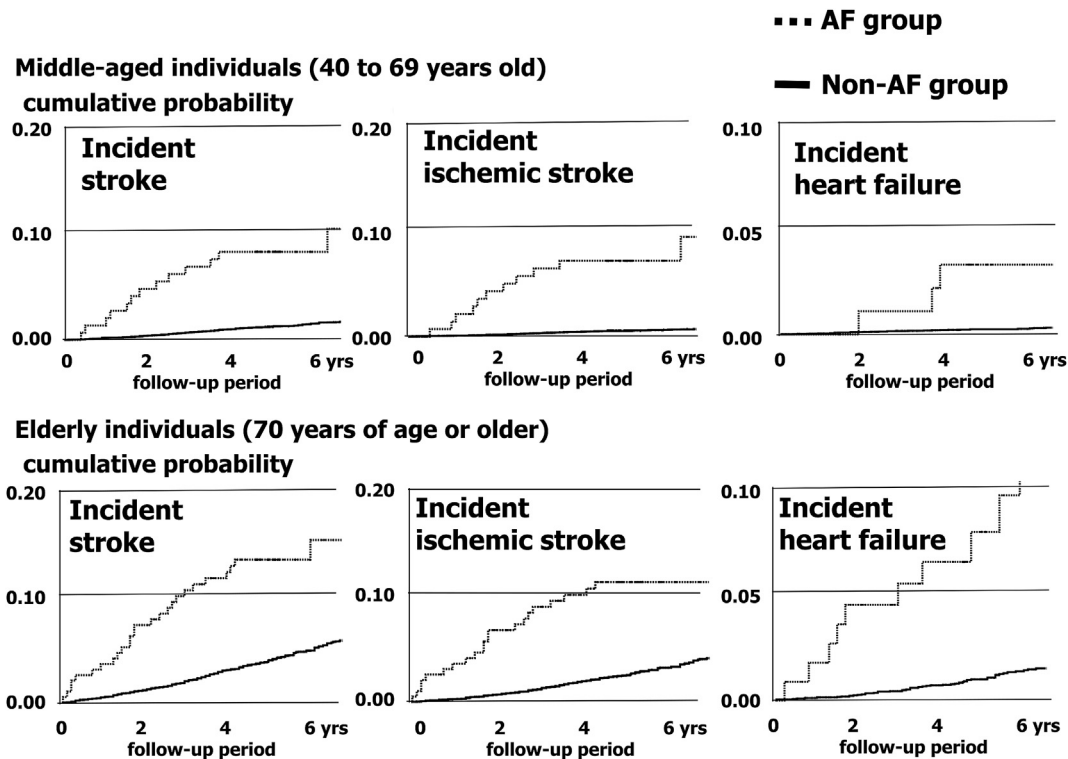 AF group
Non-AF group
Middle-aged individuals (40 to 69 years old)
cumulative probability
0.20
Incident
stroke
0.10
0.00
0 2 4 6 yrs
follow-up period
0.20
Incident
ischemic stroke
0.10
0.00
0 2 4 6 yrs
follow-up period
0.10
Incident
heart failure
0.05
0.00
0 2 4 6 yrs
follow-up period
Elderly individuals (70 years of age or older)
cumulative probability
0.20
Incident
stroke
0.10
0.00
0 2 4 6 yrs
follow-up period
0.20
Incident
ischemic stroke
0.10
0.00
0 2 4 6 yrs
follow-up period
0.10
Incident
heart failure
0.05
0.00
0 2 4 6 yrs
follow-up period